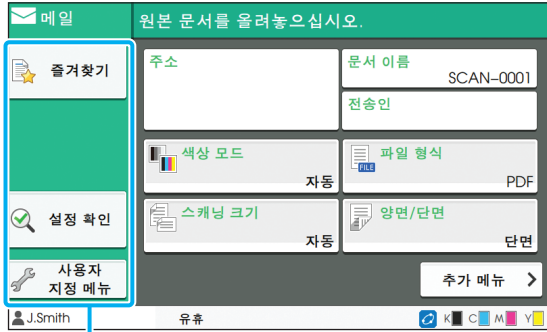 메일
원본 문서를 올려놓으십시오.
즐겨찾기
설정 확인
사용자
지정 메뉴
주소
문서 이름
SCAN-0001
전송인
색상 모드
자동
파일 형식
FILE
PDF
스캐닝 크기
자동
양면/단면
단면
추가 메뉴
J.Smith
유휴
K C M Y